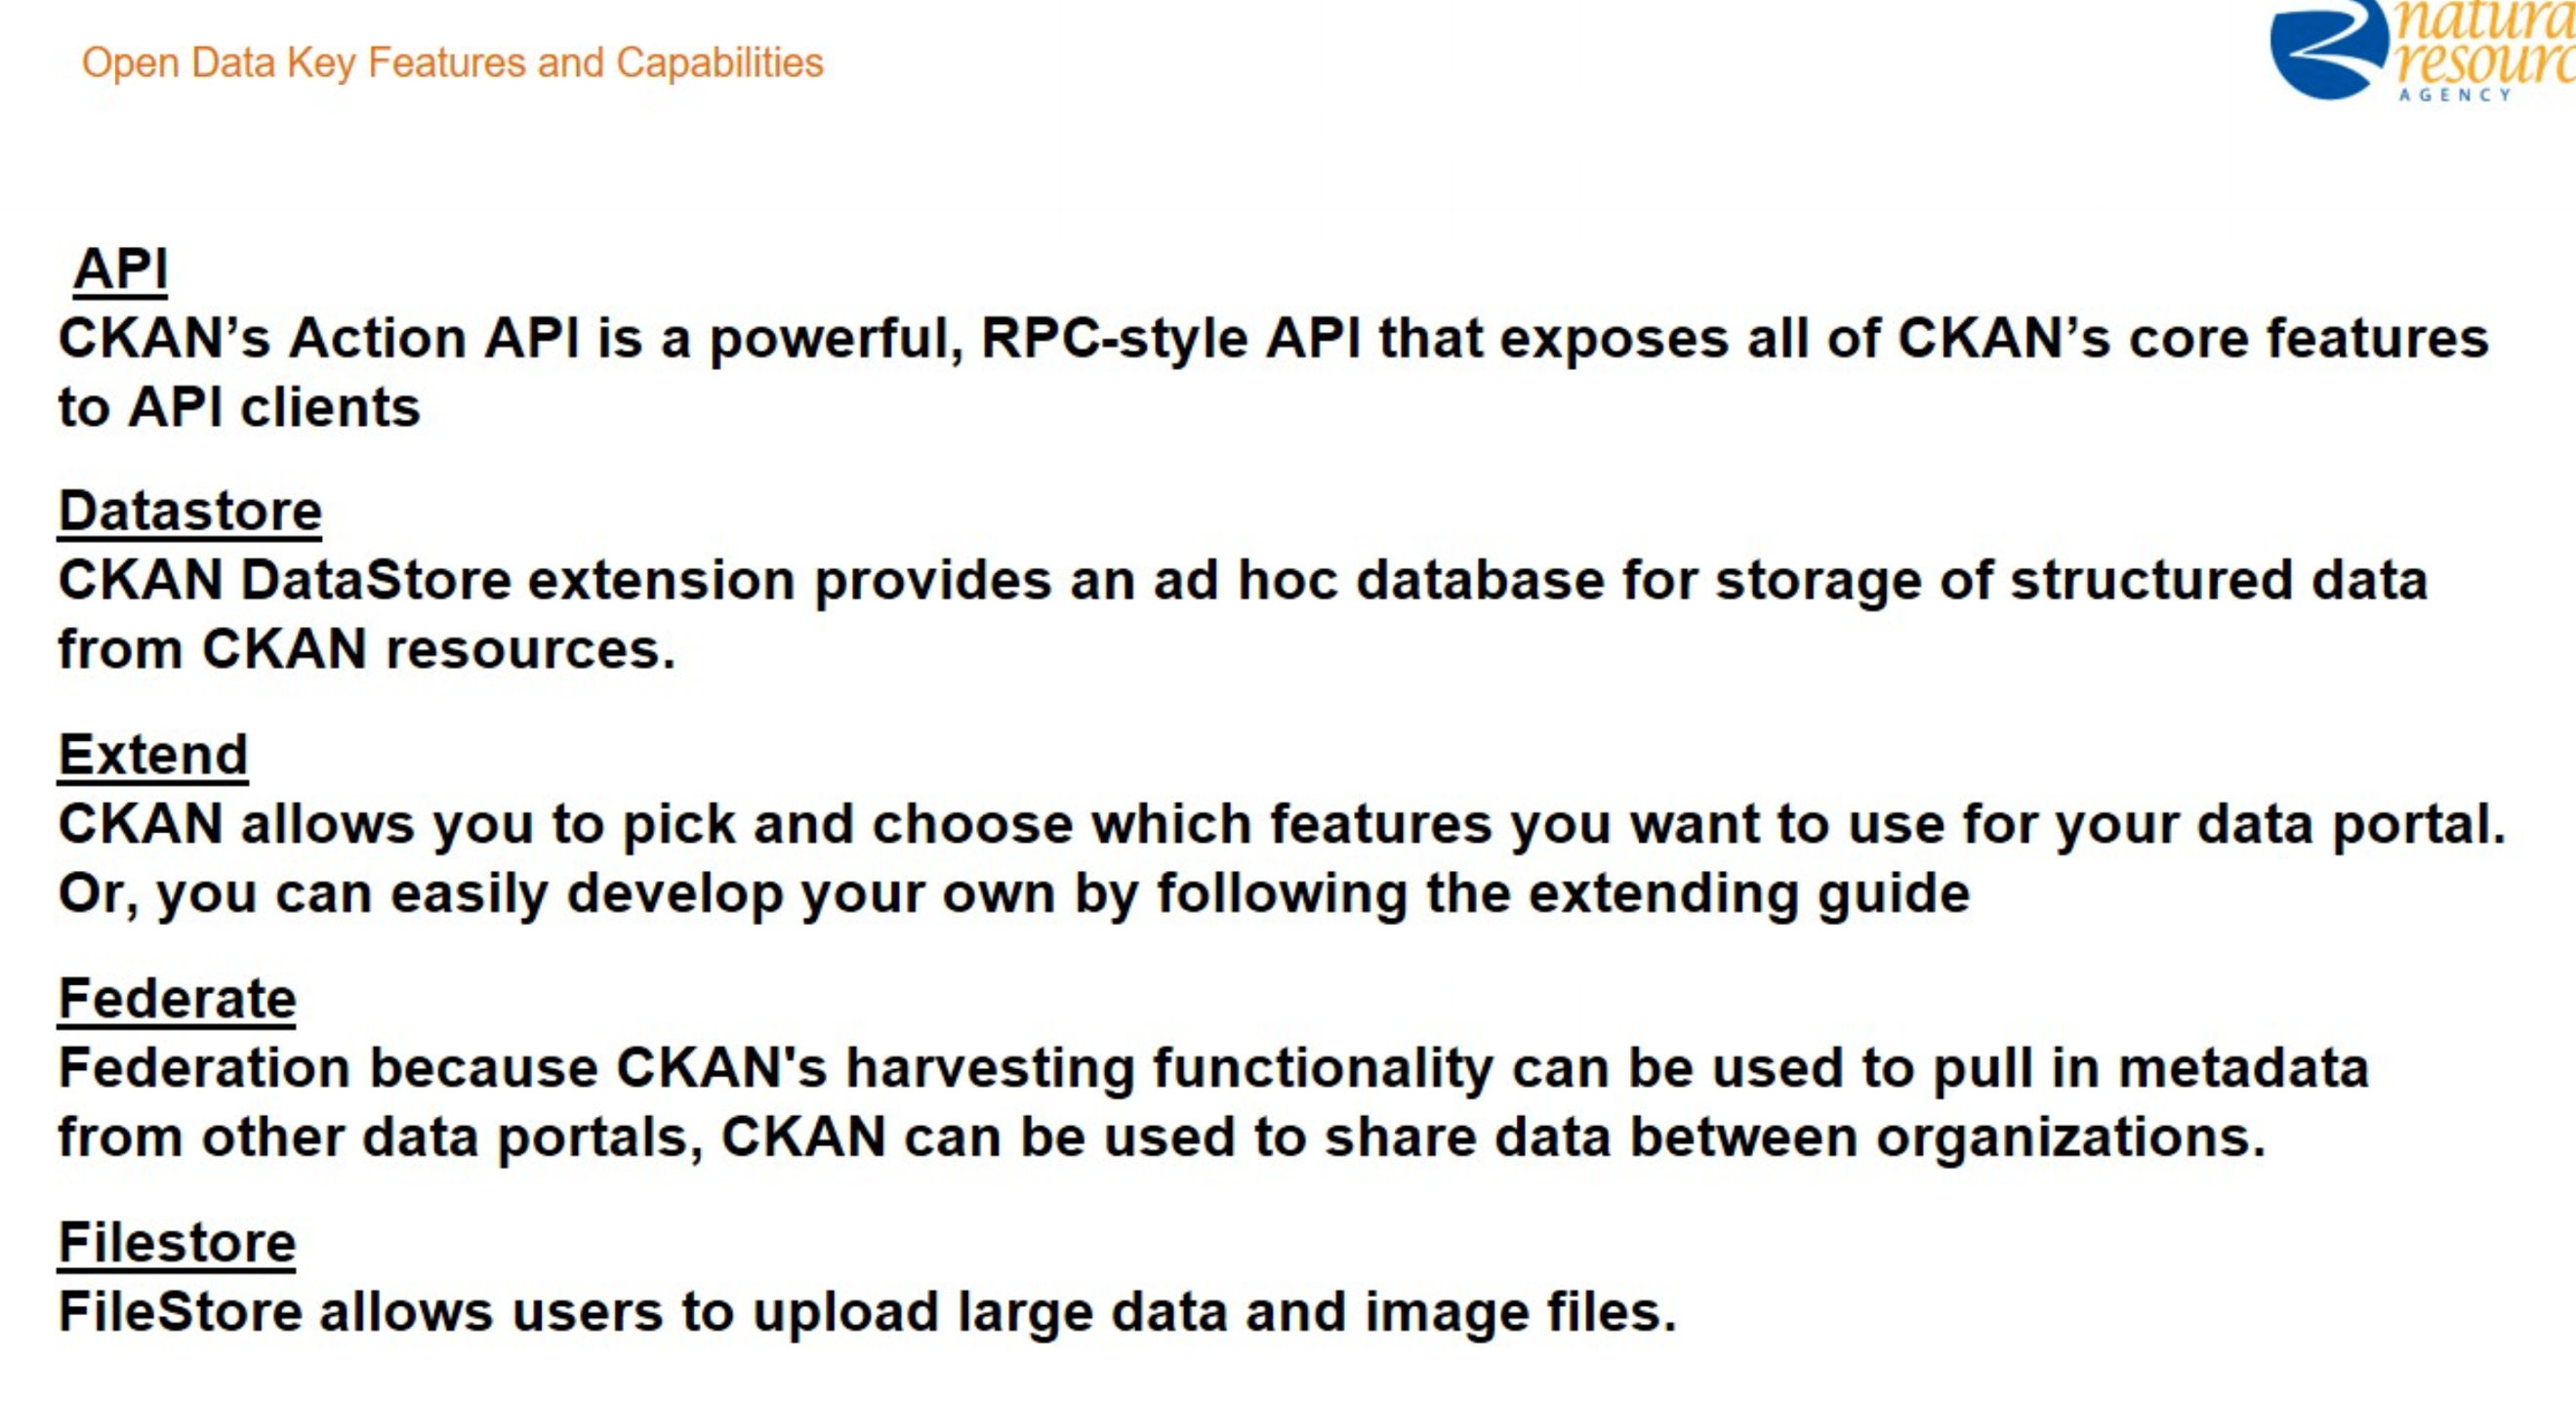 Open Data Key Features and Capabilities
AGENCY
API
CKAN’s Action API is a powerful, RPC-style API that exposes all of CKAN’s core features
to API clients
Datastore
CKAN DataStore extension provides an ad hoc database for storage of structured data
from CKAN resources.
Extend
CKAN allows you to pick and choose which features you want to use for your data portal.
Or, you can easily develop your own by following the extending guide
Federate
Federation because CKAN's harvesting functionality can be used to pull in metadata
from other data portals, CKAN can be used to share data between organizations.
Filestore
FileStore allows users to upload large data and image files.